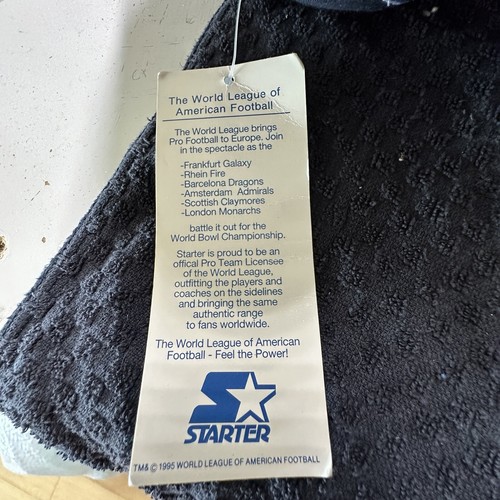 The World League of
American Football
The World League brings
Pro Football to Europe. Join
in the spectacle as the
-Frankfurt Galaxy
-Rhein Fire
-Barcelona Dragons
-Amsterdam Admirals
-Scottish Claymores
-London Monarchs
battle it out for the
World Bowl Championship.
Starter is proud to be an
offical Pro Team Licensee
of the World League,
outfitting the players and
coaches on the sidelines
and bringing the same
authentic range
to fans worldwide.
The World League of American
Football - Feel the Power!
STARTER
TM& © 1995 WORLD LEAGUE OF AMERICAN FOOTBALL